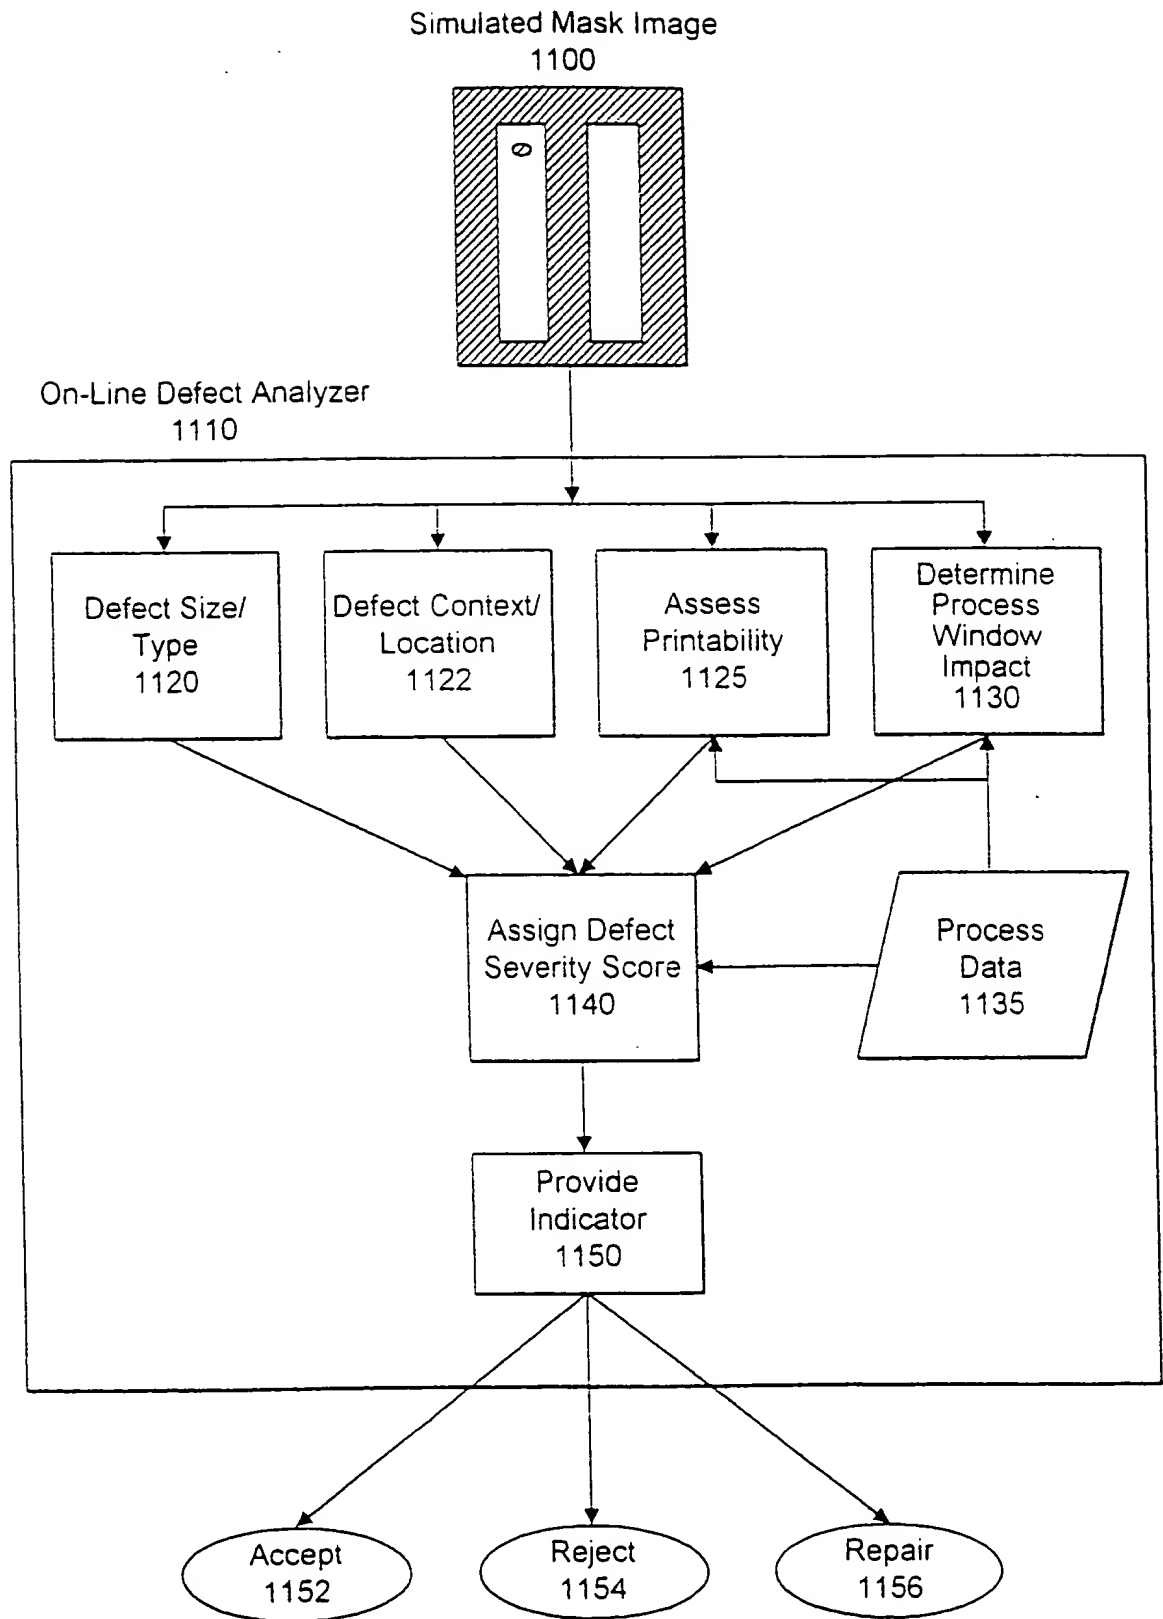 Simulated Mask Image
1100
On-Line Defect Analyzer
1110
Defect Size/
Type
1120
Defect Context/
Location
1122
Assess
Printability
1125
Determine
Process
Window
Impact
1130
Assign Defect
Severity Score
1140
Process
Data
1135
Provide
Indicator
1150
Accept
1152
Reject
1154
Repair
1156